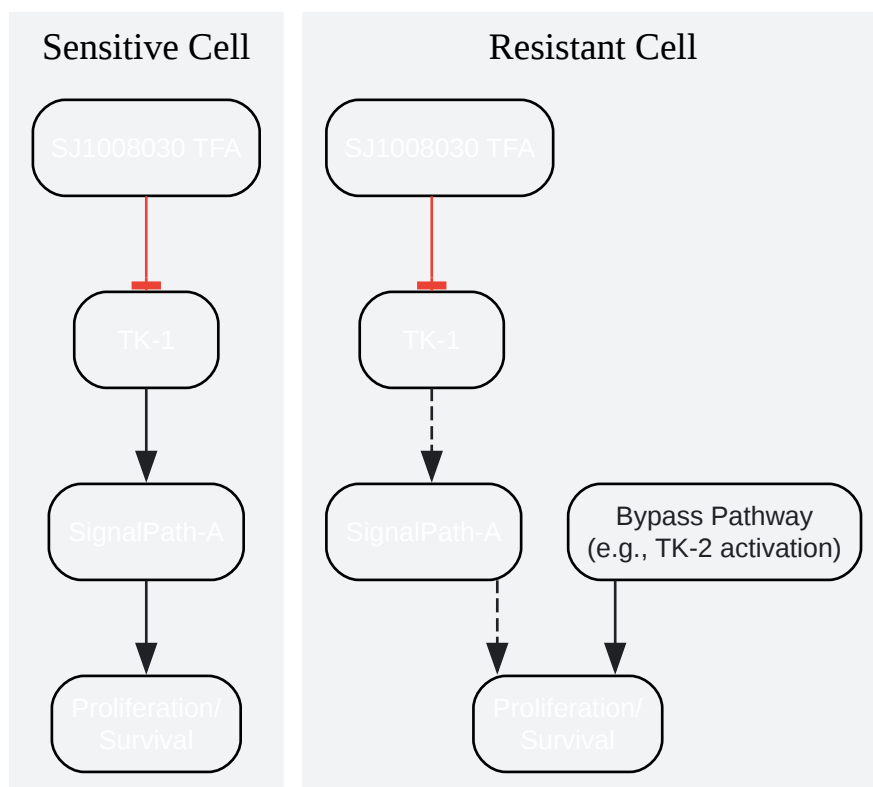 Sensitive Cell
Resistant Cell
SJ1008030 TFA
SJ1008030 TFA
TK-1
TK-1
SignalPath-A
SignalPath-A
Bypass Pathway
(e.g., TK-2 activation)
Proliferation/
Survival
Proliferation/
Survival